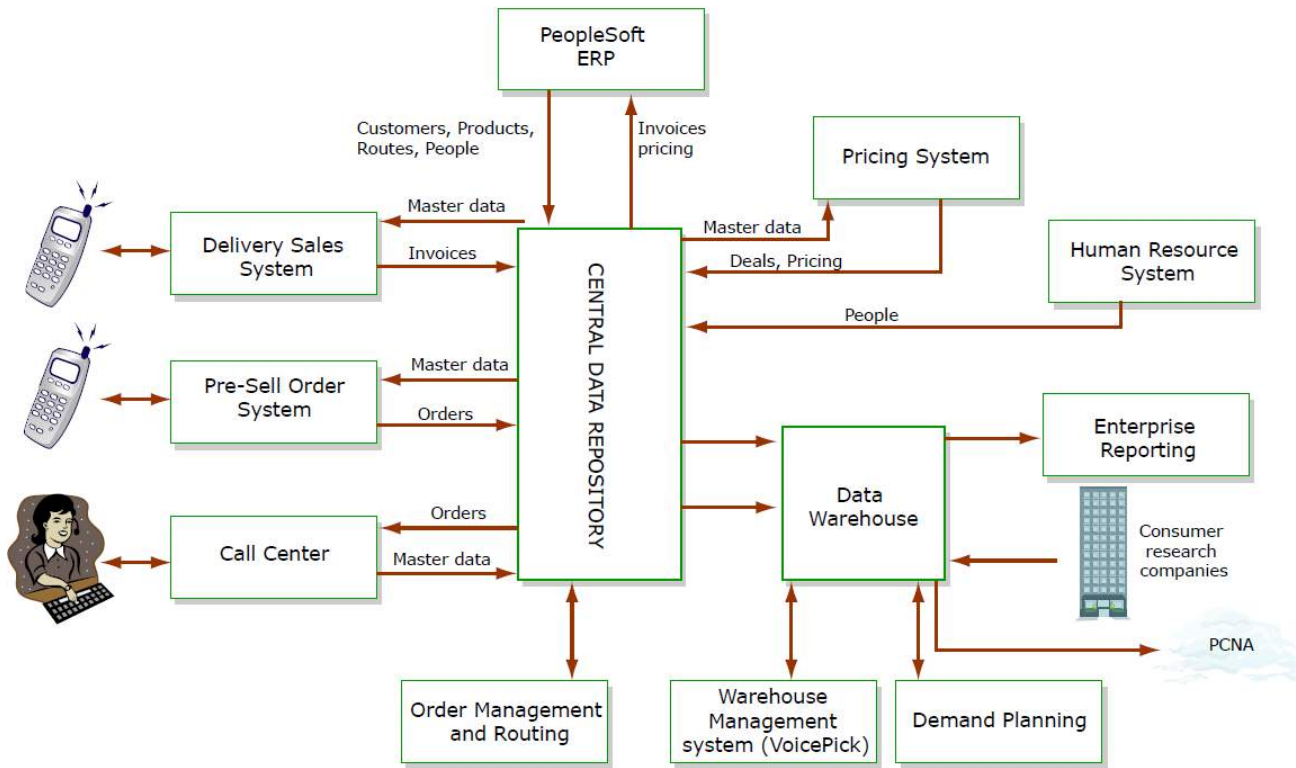 PeopleSoft
ERP
Customers, Products,
Routes, People
Invoices
pricing
Pricing System
Master data
Delivery Sales
System
Invoices
Master data
Deals, Pricing
Human Resource
System
People
CENTRAL DATA REPOSITORY
Pre-Sell Order
System
Master data
Orders
Enterprise
Reporting
Data
Warehouse
Call Center
Orders
Master data
Consumer
research
companies
PCNA
Order Management
and Routing
Warehouse
Management
system (VoicePick)
Demand Planning